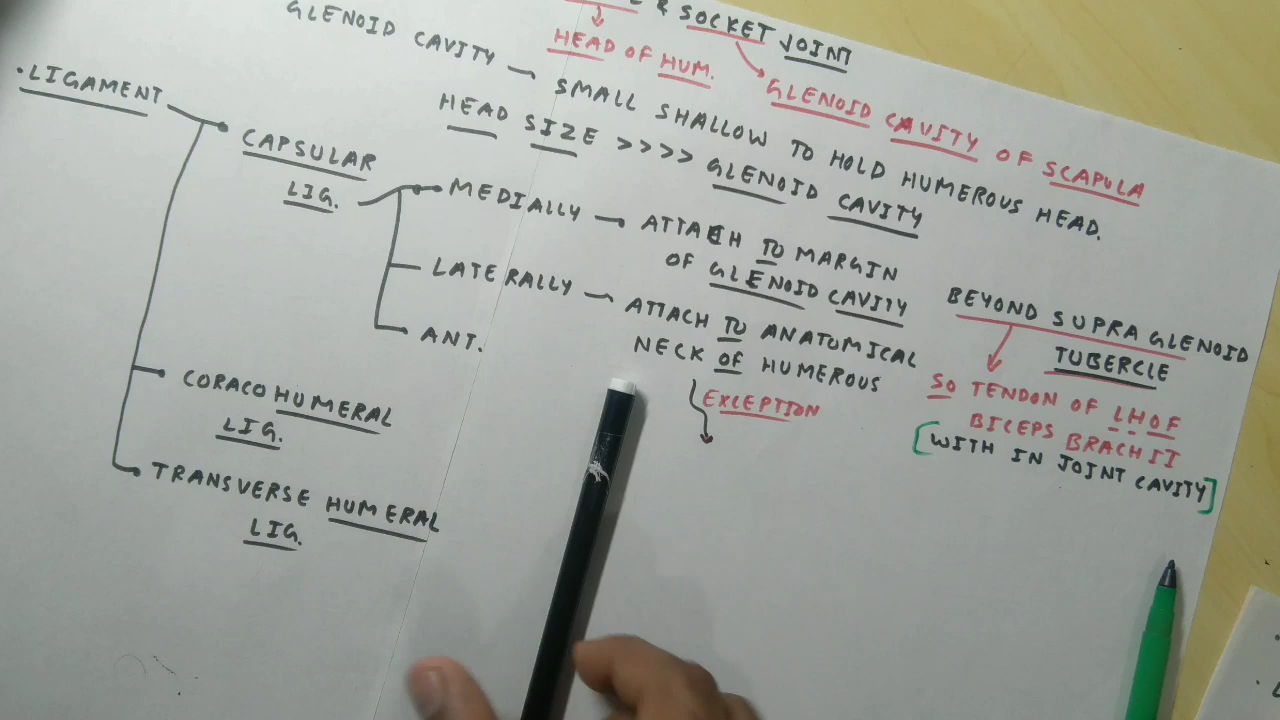 & SOCKET JOINT
HEAD OF HUM.
GLENOID CAVITY OF SCAPULA
GLENOID CAVITY - SMALL SHALLOW TO HOLD HUMEROUS HEAD.
HEAD SIZE >>>> GLENOID CAVITY
.LIGAMENT
CAPSULAR
LIG.
MEDIALLY - ATTACH TO MARGIN
OF GLENOID CAVITY
BEYOND SUPRA GLENOID
TUBERCLE
SO TENDON OF LHOF
BICEPS BRACHII
[WITH IN JOINT CAVITY]
LATERALLY - ATTACH TO ANATOMICAL
NECK OF HUMEROUS
EXCEPTION
ANT.
CORACO HUMERAL
LIG.
TRANSVERSE HUMERAL
LIG.